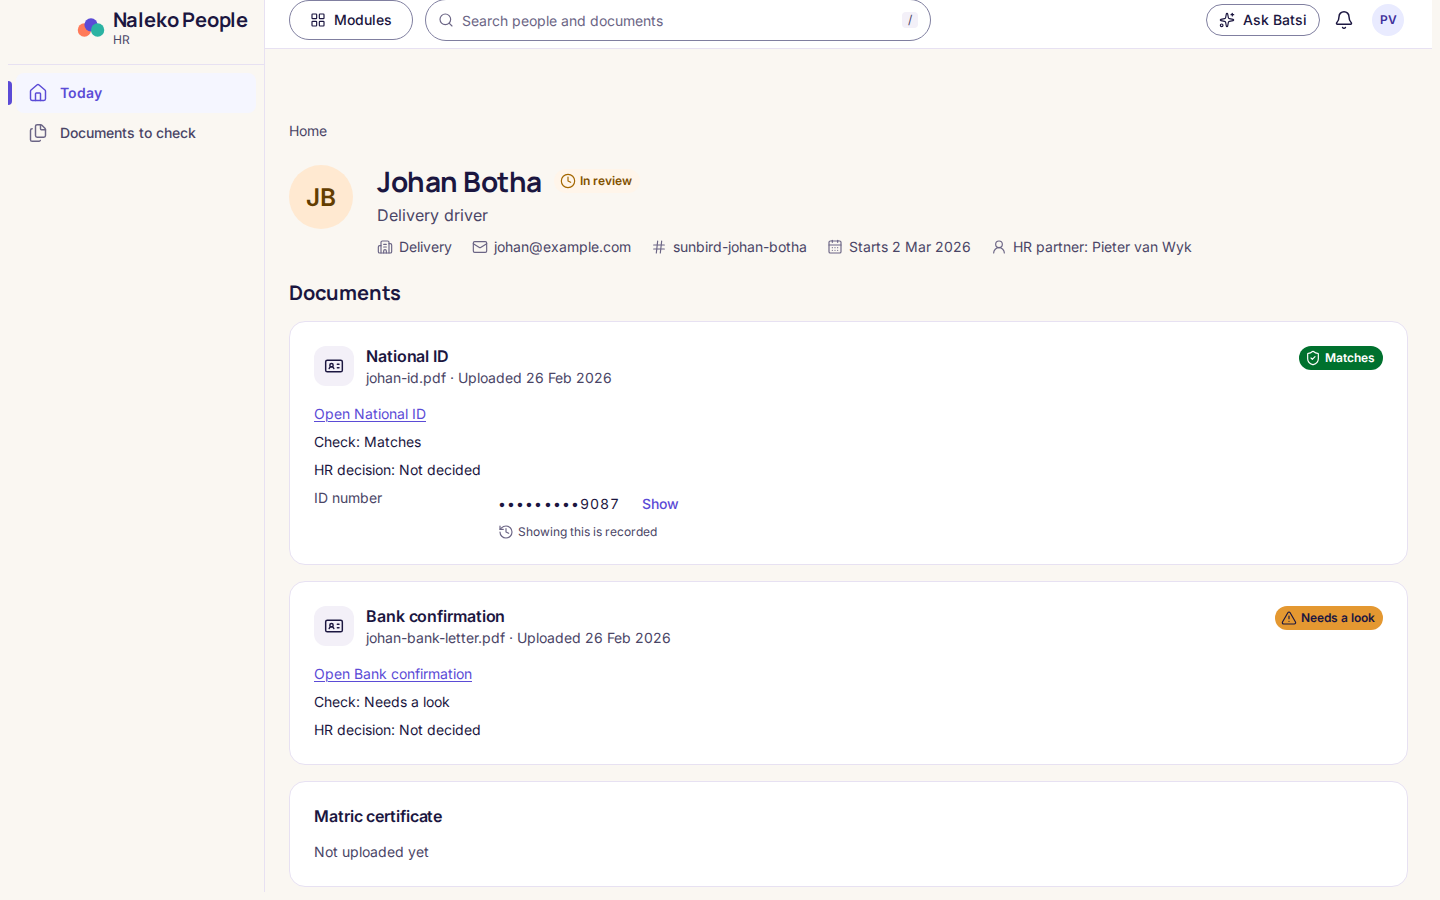 Naleko People
HR
Modules
Search people and documents
/
Ask Batsi
PV
Today
Documents to check
Home
JB
Johan Botha
In review
Delivery driver
Delivery
johan@example.com
sunbird-johan-botha
Starts 2 Mar 2026
HR partner: Pieter van Wyk
Documents
National ID
johan-id.pdf · Uploaded 26 Feb 2026
Matches
Open National ID
Check: Matches
HR decision: Not decided
ID number
•••••••••9087
Show
Showing this is recorded
Bank confirmation
johan-bank-letter.pdf · Uploaded 26 Feb 2026
Needs a look
Open Bank confirmation
Check: Needs a look
HR decision: Not decided
Matric certificate
Not uploaded yet